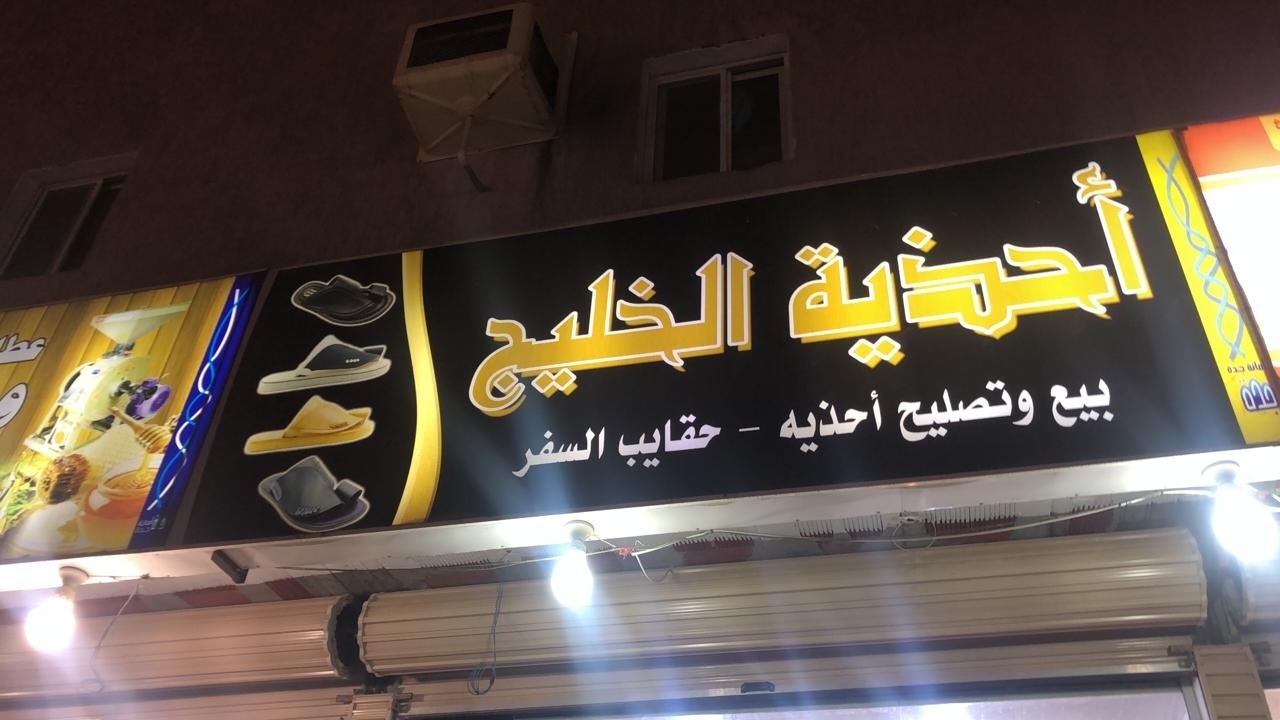 أحذية الخليج
بيع وتصليح أحذيه - حقايب السفر